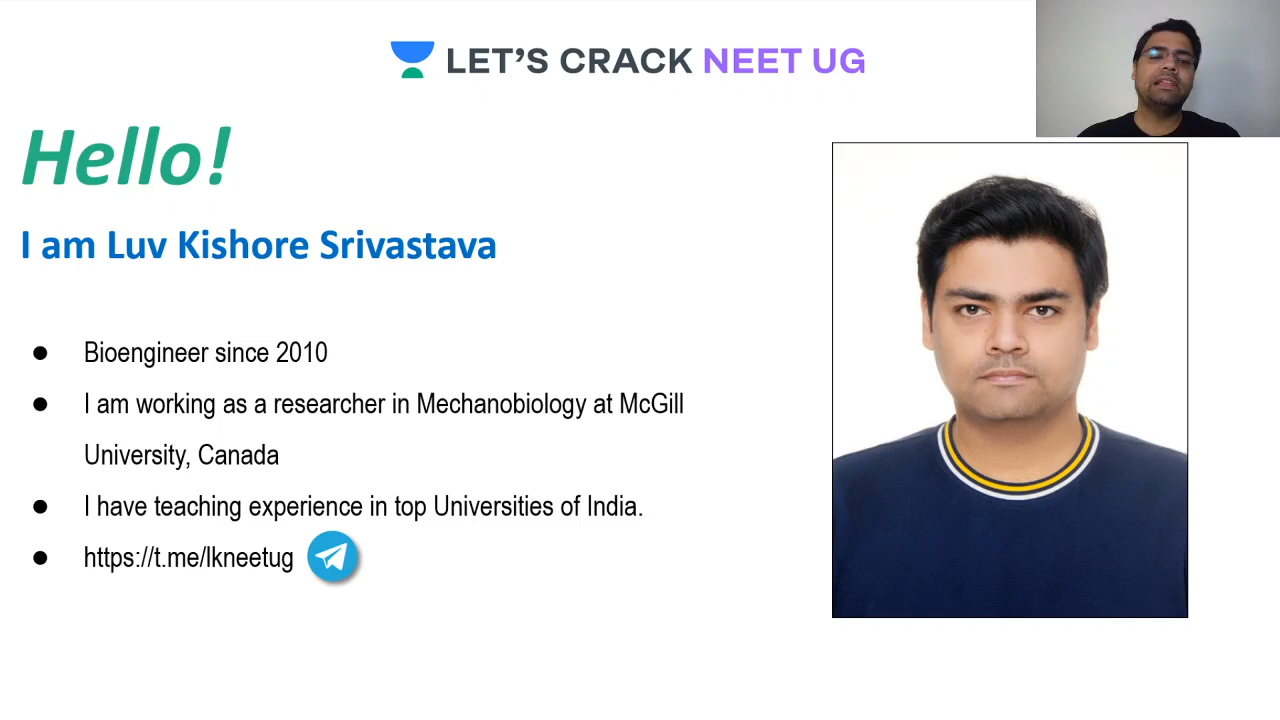 LET'S CRACK NEET UG
Hello!
I am Luv Kishore Srivastava
● Bioengineer since 2010
● I am working as a researcher in Mechanobiology at McGill
University, Canada
● I have teaching experience in top Universities of India.
● https://t.me/lkneetug